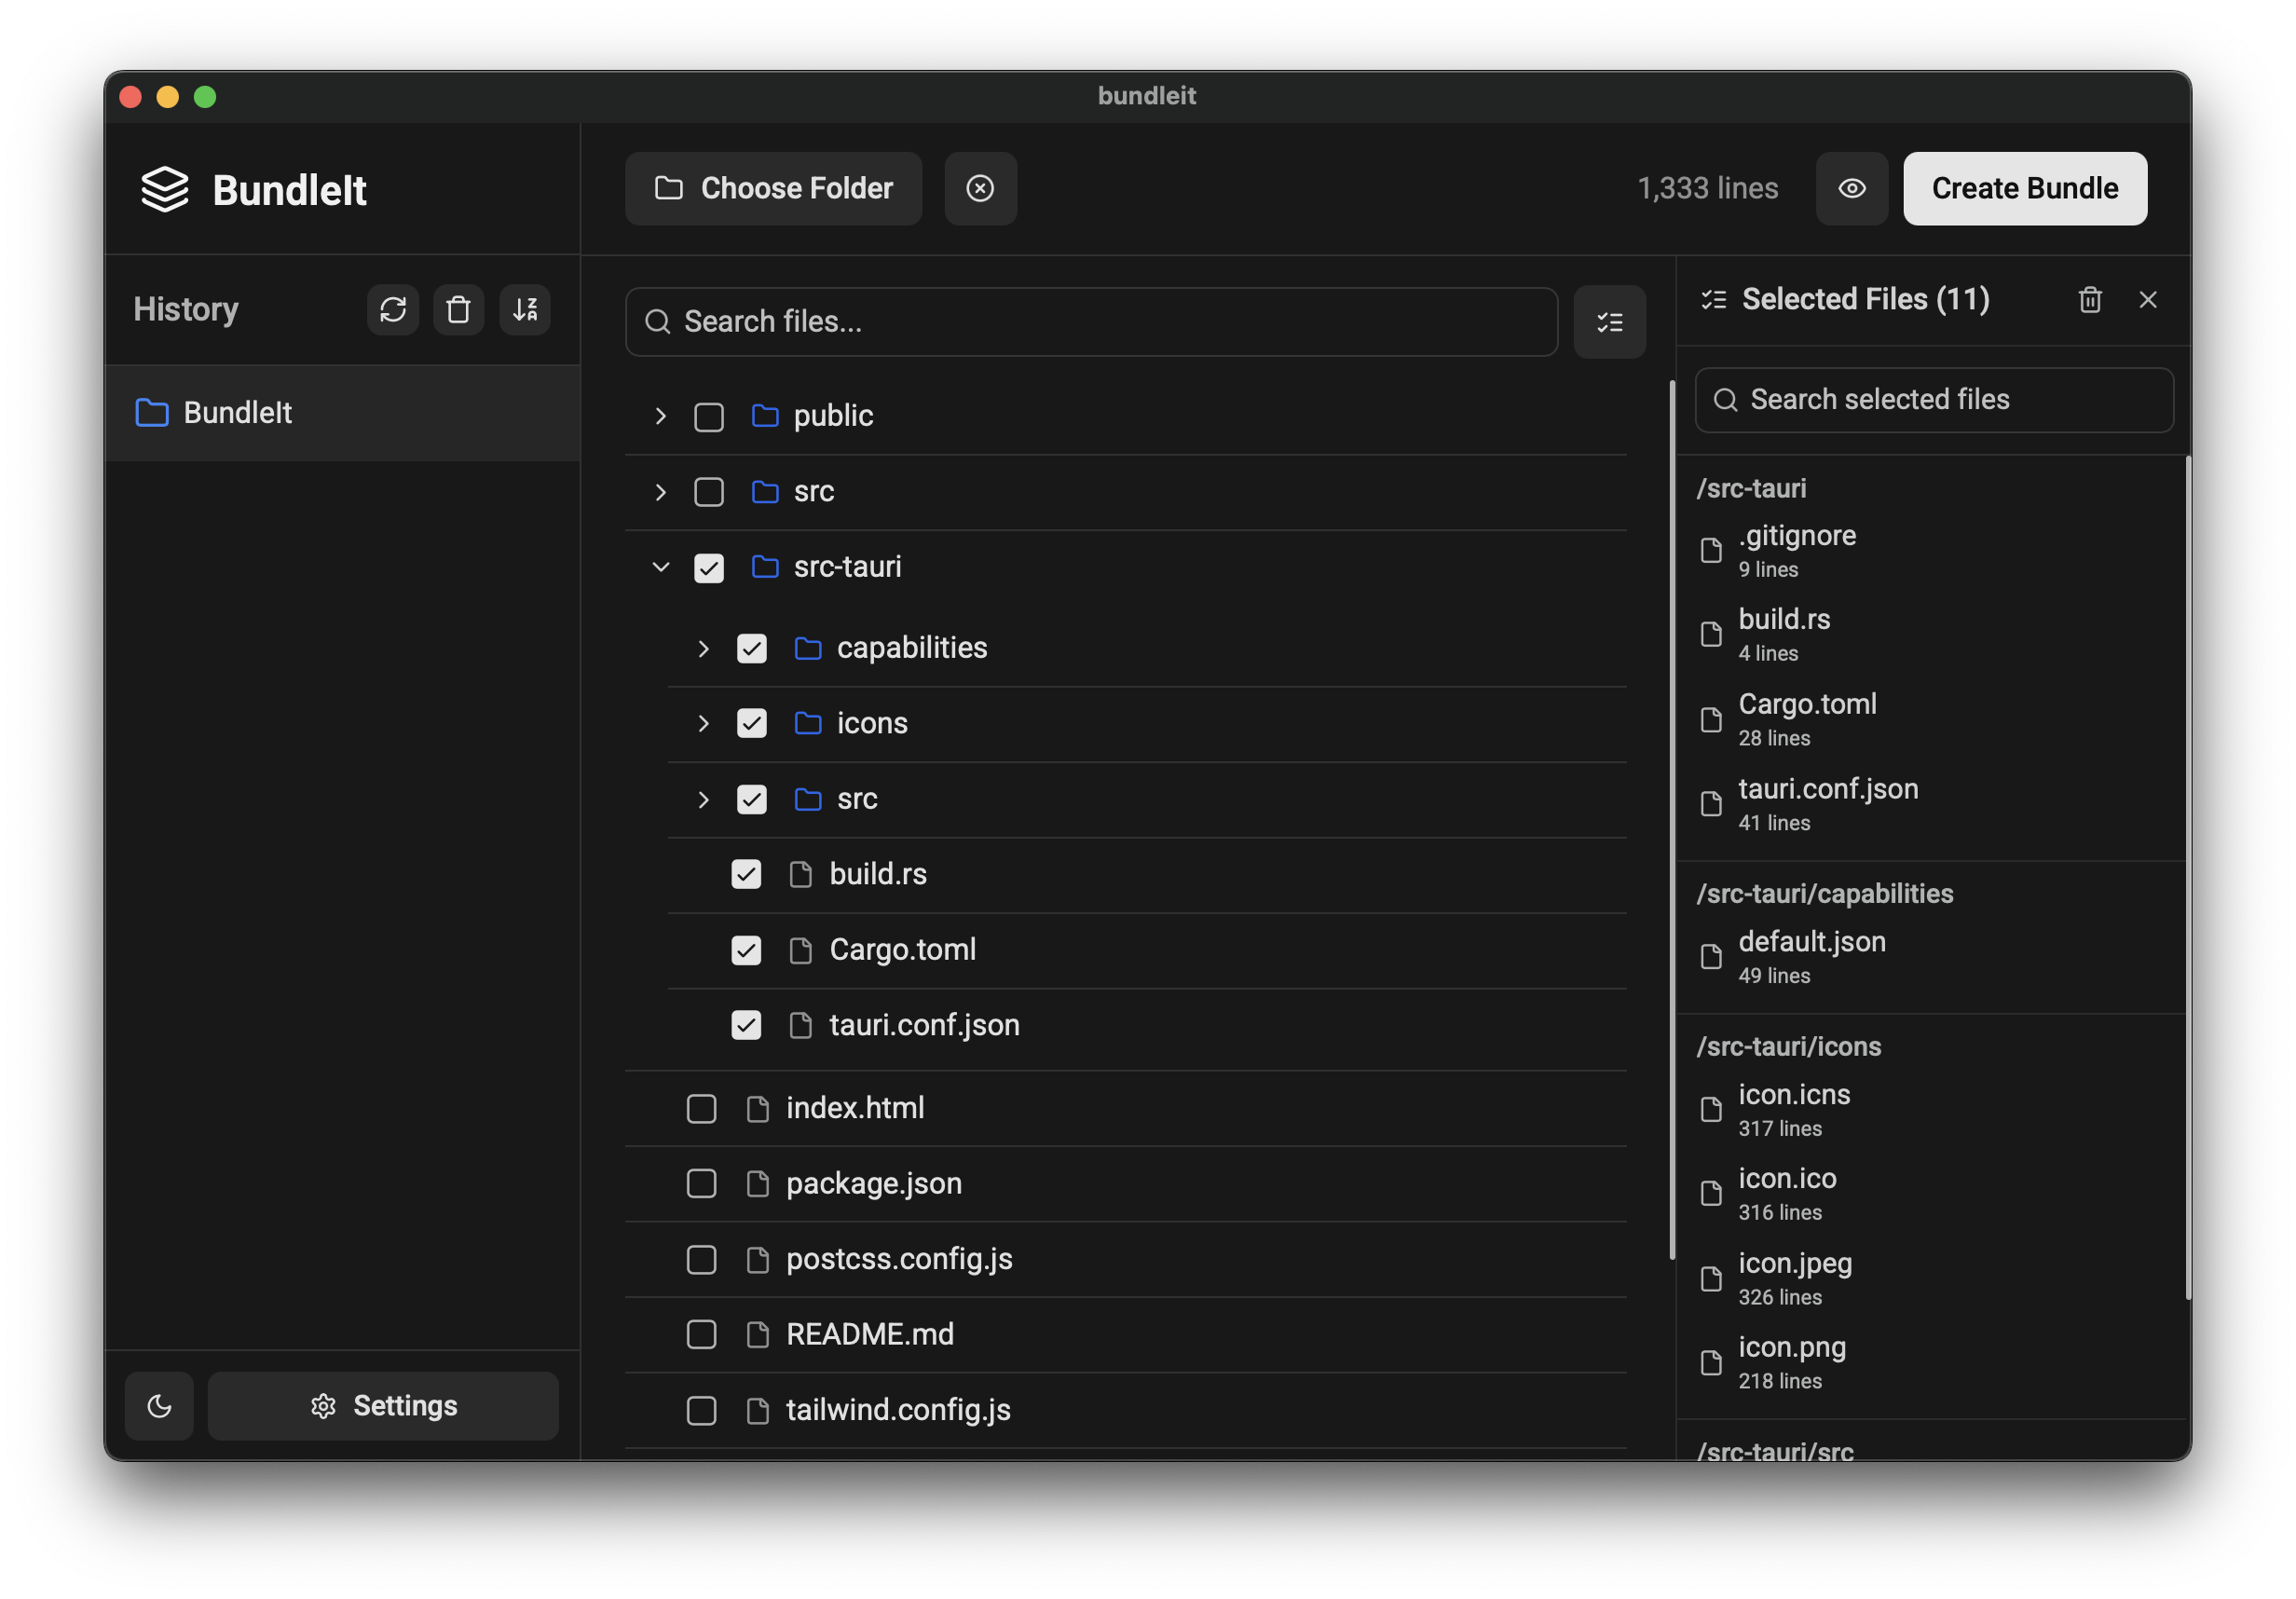 bundleit
BundleIt
Choose Folder
1,333 lines
Create Bundle
History
BundleIt
Settings
Search files...
public
src
src-tauri
capabilities
icons
src
build.rs
Cargo.toml
tauri.conf.json
index.html
package.json
postcss.config.js
README.md
tailwind.config.js
Selected Files (11)
Search selected files
/src-tauri
.gitignore
9 lines
build.rs
4 lines
Cargo.toml
28 lines
tauri.conf.json
41 lines
/src-tauri/capabilities
default.json
49 lines
/src-tauri/icons
icon.icns
317 lines
icon.ico
316 lines
icon.jpeg
326 lines
icon.png
218 lines
/src-tauri/src